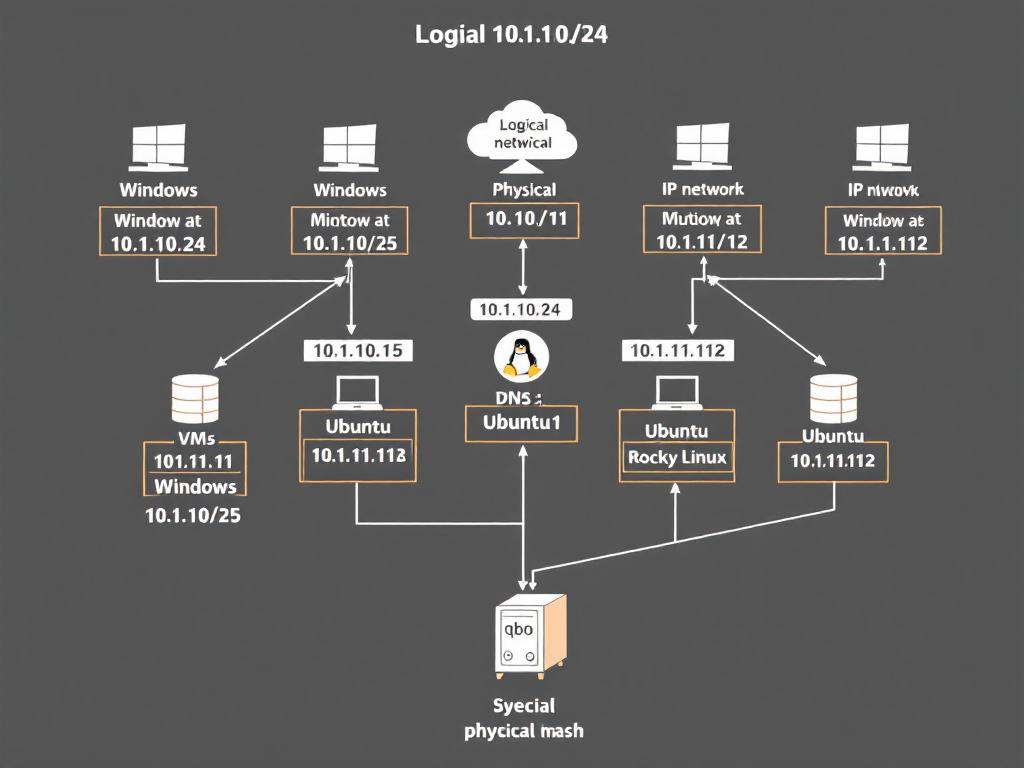 Logial 10.1.10./24
Logical
netwical
Windows
Window at
10.1.10.24
Windows
Miotow at
10.1.10/25
Physical
10.10./11
IP network
Mutiow at
10.1.11/12
IP ntwovk
Window at
10.1.1.112
10.1.10.24
10.1.10.15
10.1.11.112
DNS :
Ubuntu1
VMs
101.11.11
Windows
10.1.10/25
Ubuntu
10.1.11.112
Ubuntu
Rocky Linux
Ubuntu
10.1.11.112
qbo
Syecial
phycical mash